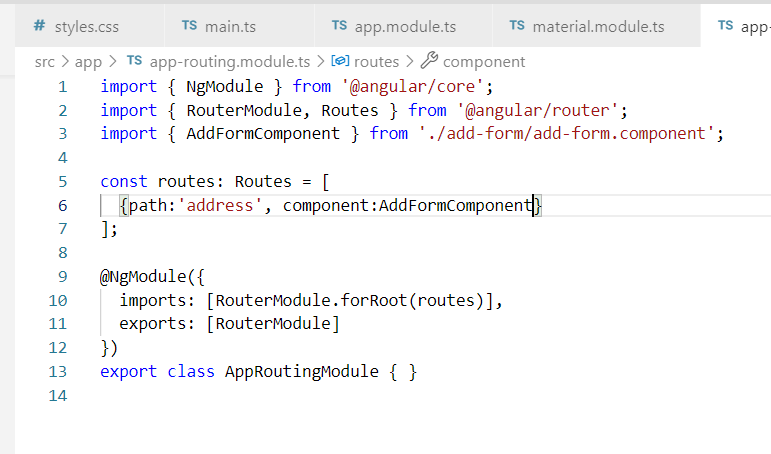 # styles.css TS main.ts TS app.module.ts TS material.module.ts TS app-
src > app > TS app-routing.module.ts > routes > component
1 import { NgModule } from '@angular/core';
2 import { RouterModule, Routes } from '@angular/router';
3 import { AddFormComponent } from './add-form/add-form.component';
4
5 const routes: Routes = [
6 {path:'address', component:AddFormComponent}
7 ];
8
9 @NgModule({
10 imports: [RouterModule.forRoot(routes)],
11 exports: [RouterModule]
12 })
13 export class AppRoutingModule { }
14